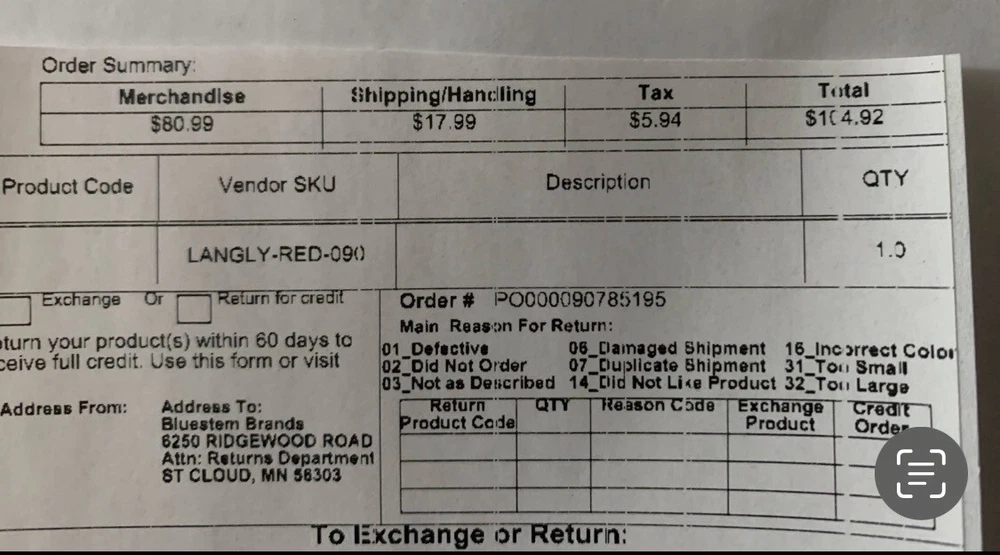 Order Summary:
Merchandise Shipping/Handling Tax Total
$80.99 $17.99 $5.94 $104.92
Product Code Vendor SKU Description QTY
LANGLY-RED-090 1.0
Exchange Or Return for credit
Order # PO000090785195
Main Reason For Return:
01_Defective 06_Damaged Shipment 16_Incorrect Color
02_Did Not Order 07_Duplicate Shipment 31_Too Small
03_Not as Described 14_Did Not Like Product 32_Too Large
eturn your product(s) within 60 days to
ceive full credit. Use this form or visit
Address From: Address To:
Bluestem Brands
6250 RIDGEWOOD ROAD
Attn: Returns Department
ST CLOUD, MN 56303
Return Product Code QTY Reason Code Exchange Product Credit Order
To Exchange or Return: